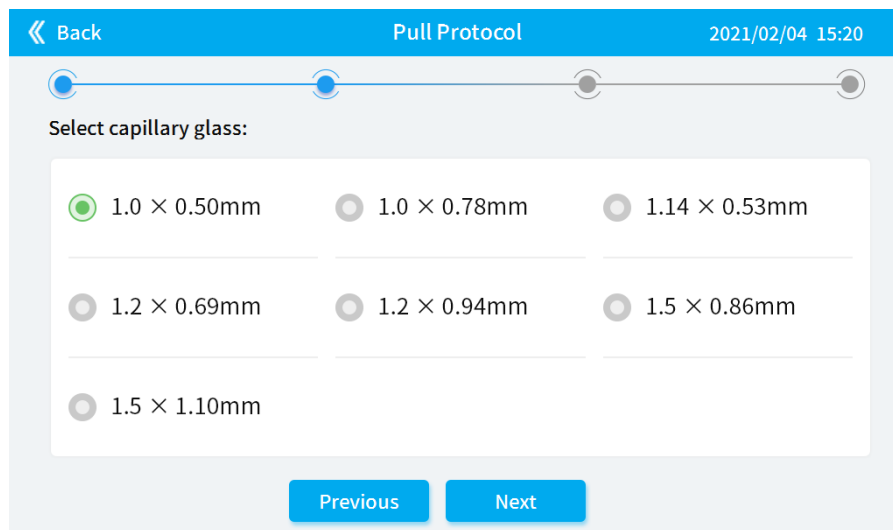 Back Pull Protocol 2021/02/04 15:20
Select capillary glass:
1.0 × 0.50mm 1.0 × 0.78mm 1.14 × 0.53mm
1.2 × 0.69mm 1.2 × 0.94mm 1.5 × 0.86mm
1.5 × 1.10mm
Previous Next